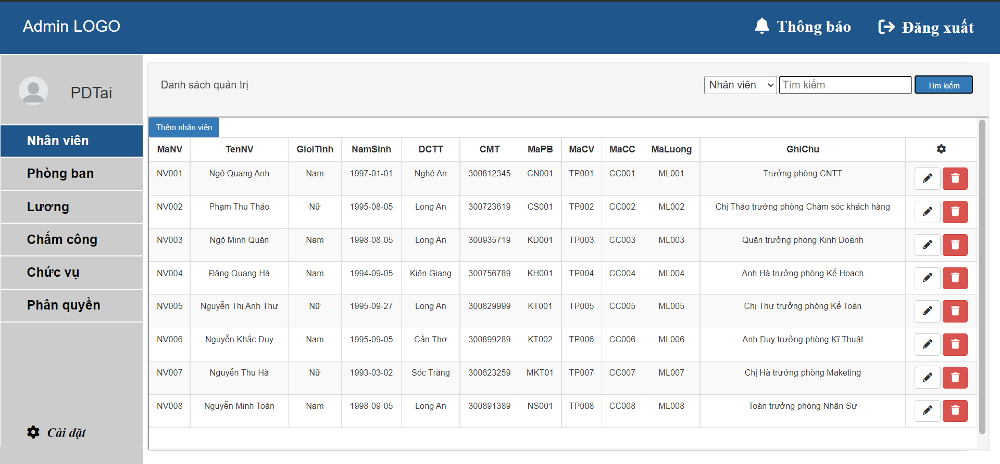 Admin LOGO
Thông báo
Đăng xuất
PDTai
Nhân viên
Phòng ban
Lương
Chấm công
Chức vụ
Phân quyền
Cài đặt
Danh sách quản trị
Nhân viên
Tìm kiếm
Tìm kiếm
Thêm nhân viên
MaNV TenNV GioiTinh NamSinh DCTT CMT MaPB MaCV MaCC MaLuong GhiChu
NV001 Ngô Quang Anh Nam 1997-01-01 Nghệ An 300812345 CN001 TP001 CC001 ML001 Trưởng phòng CNTT
NV002 Phạm Thu Thảo Nữ 1995-08-05 Long An 300723619 CS001 TP002 CC002 ML002 Chị Thảo trưởng phòng Chăm sóc khách hàng
NV003 Ngô Minh Quân Nam 1998-08-05 Long An 300935719 KD001 TP003 CC003 ML003 Quân trưởng phòng Kinh Doanh
NV004 Đặng Quang Hà Nam 1994-09-05 Kiên Giang 300756789 KH001 TP004 CC004 ML004 Anh Hà trưởng phòng Kế Hoạch
NV005 Nguyễn Thị Anh Thư Nữ 1995-09-27 Long An 300829999 KT001 TP005 CC005 ML005 Chị Thư trưởng phòng Kế Toán
NV006 Nguyễn Khắc Duy Nam 1995-09-05 Cần Thơ 300899289 KT002 TP006 CC006 ML006 Anh Duy trưởng phòng Kĩ Thuật
NV007 Nguyễn Thu Hà Nữ 1993-03-02 Sóc Trăng 300623259 MKT01 TP007 CC007 ML007 Chị Hà trưởng phòng Maketing
NV008 Nguyễn Minh Toàn Nam 1998-09-05 Long An 300891389 NS001 TP008 CC008 ML008 Toàn trưởng phòng Nhân Sự